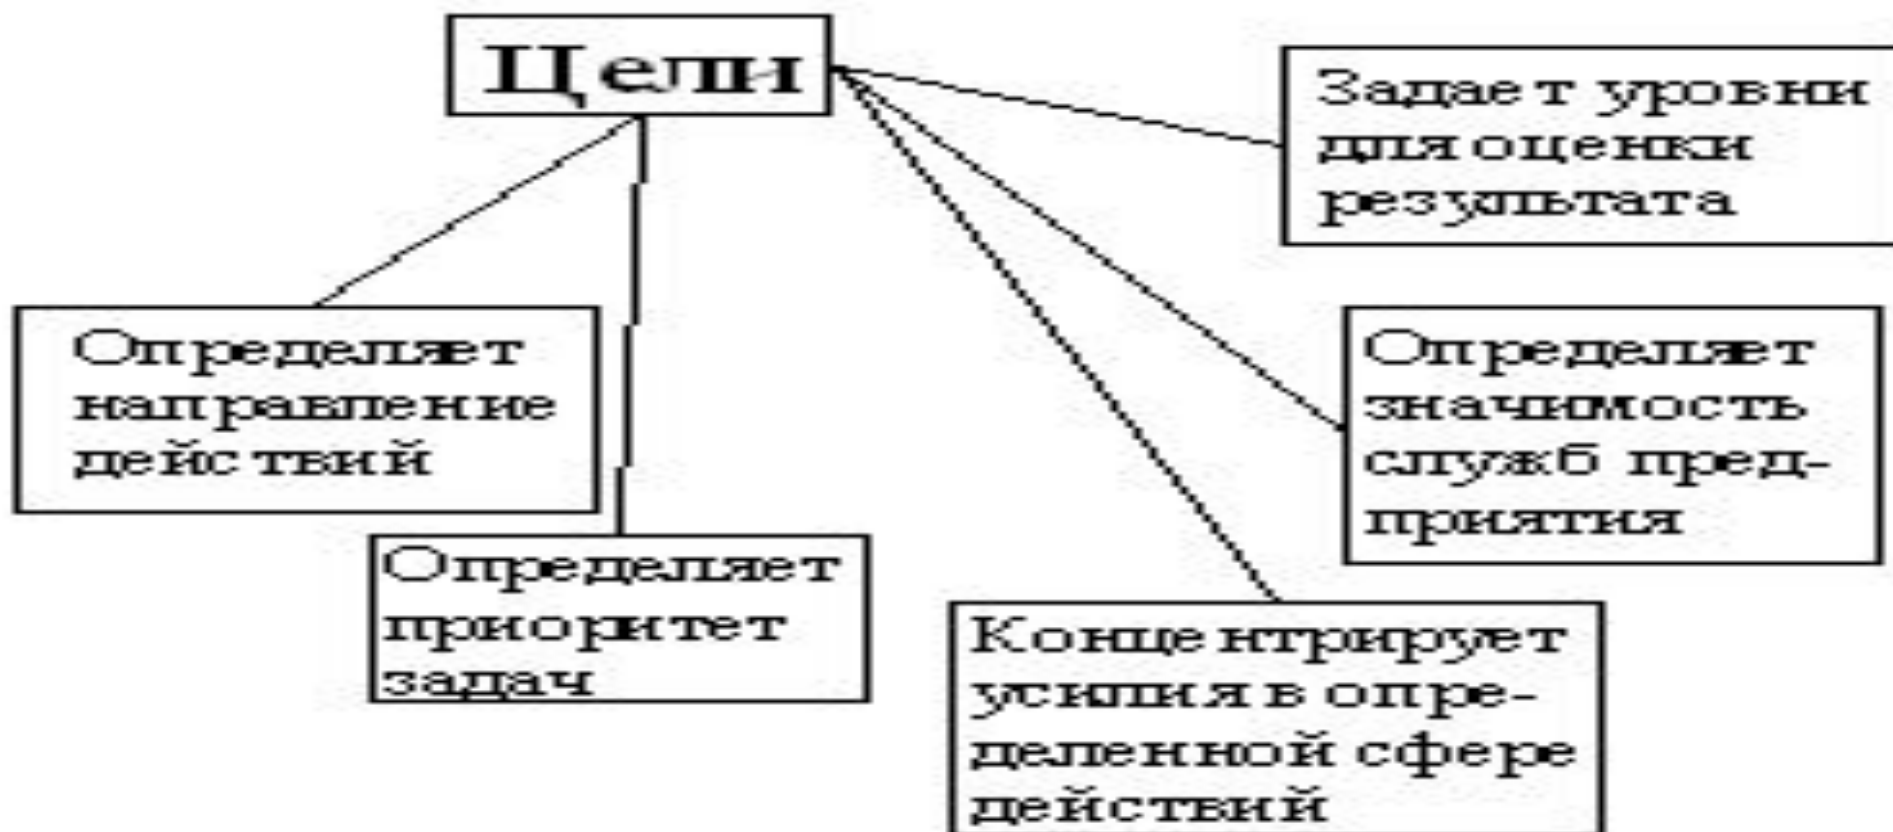 Цели
Задает уровни
для оценки
результата
Определяет
направление
действий
Определяет
значимость
служб пред-
приятия
Определяет
приоритет
задач
Концентрирует
усилия в опре-
деленной сфере
действий